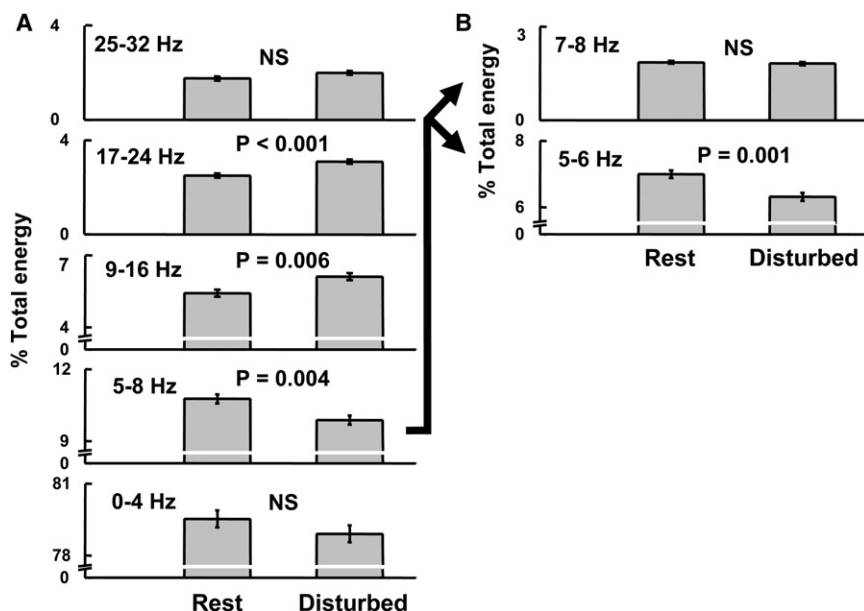 A
% Total energy
4
25-32 Hz
NS
0
4
17-24 Hz
P < 0.001
0
7
9-16 Hz
P = 0.006
4
0
12
5-8 Hz
P = 0.004
9
0
81
0-4 Hz
NS
78
0
Rest Disturbed
B
% Total energy
3
7-8 Hz
NS
0
8
5-6 Hz
P = 0.001
6
0
Rest Disturbed